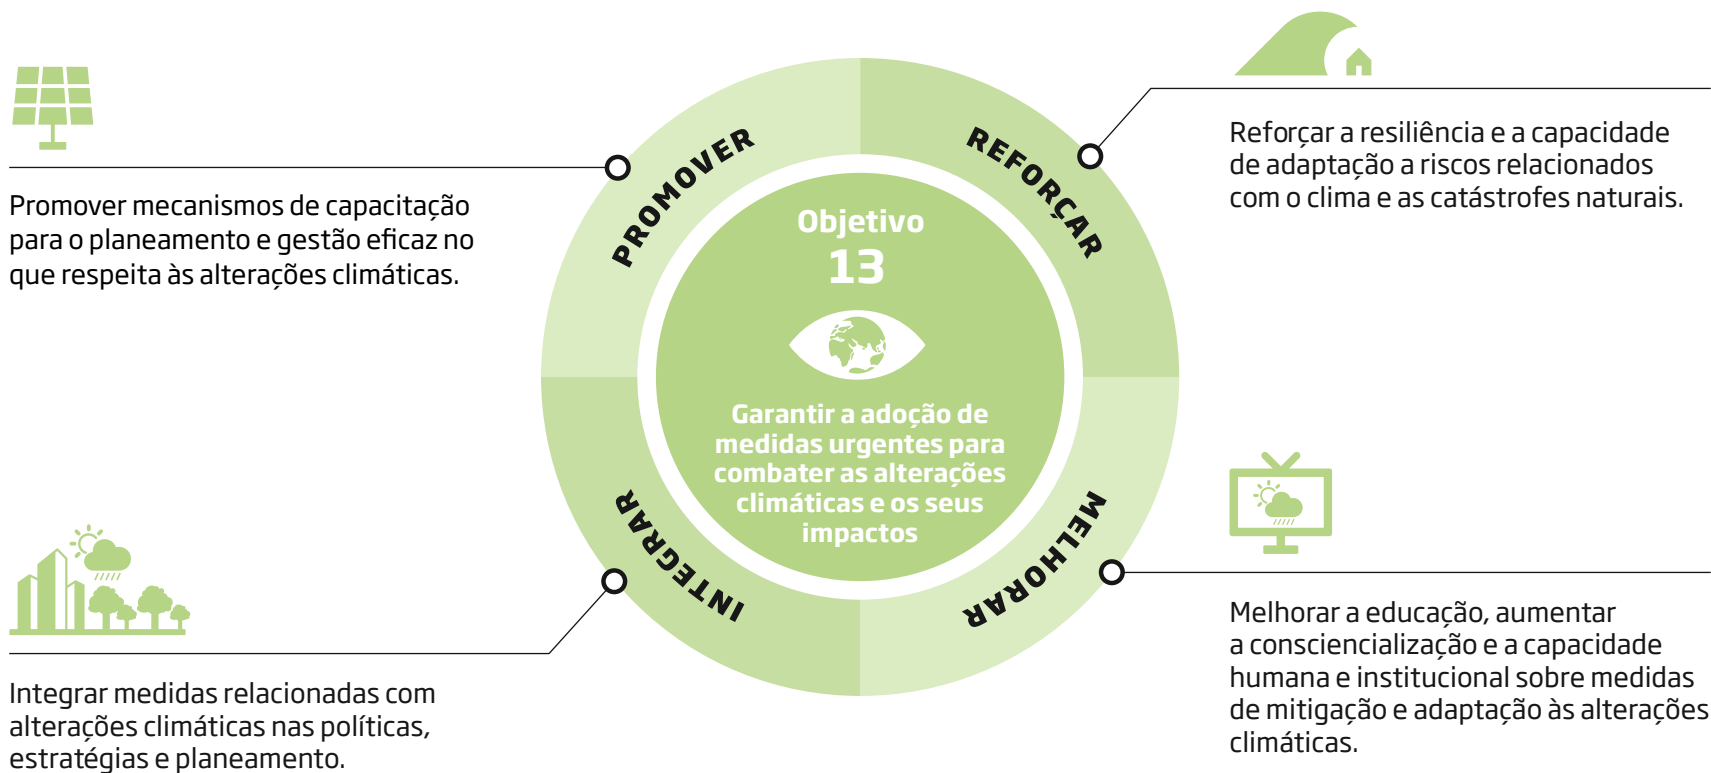 PROMOVER
Promover mecanismos de capacitação
para o planeamento e gestão eficaz no
que respeita às alterações climáticas.
REFORÇAR
Reforçar a resiliência e a capacidade
de adaptação a riscos relacionados
com o clima e as catástrofes naturais.
Objetivo
13
Garantir a adoção de
medidas urgentes para
combater as alterações
climáticas e os seus
impactos
INTEGRAR
Integrar medidas relacionadas com
alterações climáticas nas políticas,
estratégias e planeamento.
MELHORAR
Melhorar a educação, aumentar
a consciencialização e a capacidade
humana e institucional sobre medidas
de mitigação e adaptação às alterações
climáticas.